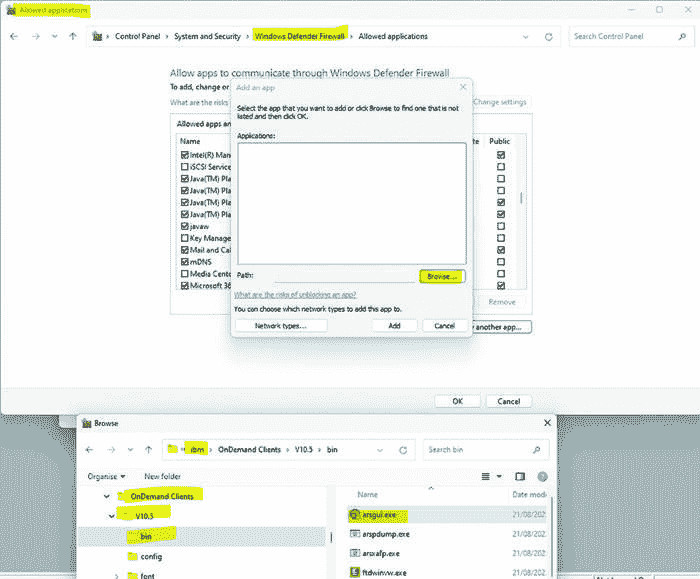 Allowed applications
Control Panel > System and Security > Windows Defender Firewall > Allowed applications
Search Control Panel
Allow apps to communicate through Windows Defender Firewall
To add, change or
What are the risks
Change settings
Allowed apps an
Name
Public
Intel(R) Man
iSCSI Service
Java(TM) Pla
Java(TM) Pla
Java(TM) Pla
Java(TM) Pla
javaw
Key Manage
Mail and Cal
mDNS
Media Cente
Microsoft 36
Remove
another app...
Add an app
Select the app that you want to add or click Browse to find one that is not
listed and then click OK.
Applications:
Path:
Browse...
What are the risks of unblocking an app?
You can choose which network types to add this app to.
Network types...
Add
Cancel
OK
Cancel
Browse
ibm > OnDemand Clients > V10.5 > bin
Search bin
Organise
New folder
OnDemand Clients
V10.5
bin
config
font
Name
Date modi
arsgui.exe
21/08/202
arspdump.exe
21/08/202
21/08/202
ftdwinvw.exe
21/08/202